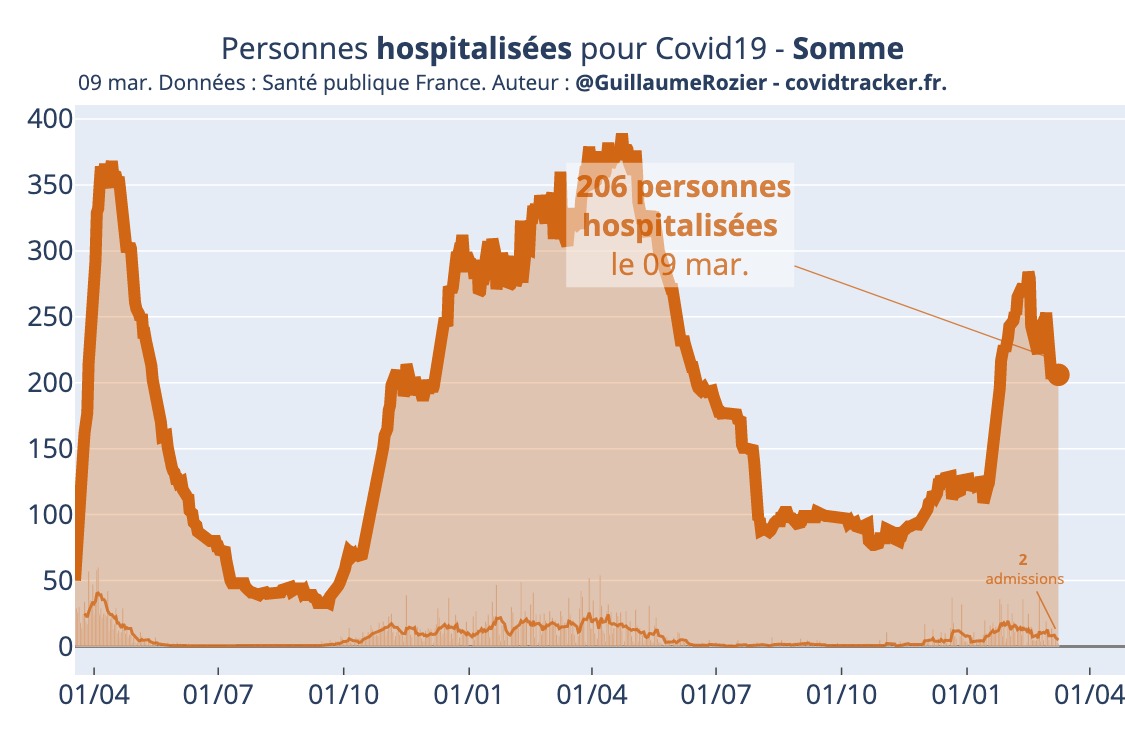 Personnes hospitalisées pour Covid19 - Somme
09 mar. Données : Santé publique France. Auteur : @GuillaumeRozier - covidtracker.fr.
400
350
300
250
200
150
100
50
0
206 personnes
hospitalisées
le 09 mar.
2
admissions
01/04 01/07 01/10 01/01 01/04 01/07 01/10 01/01 01/04